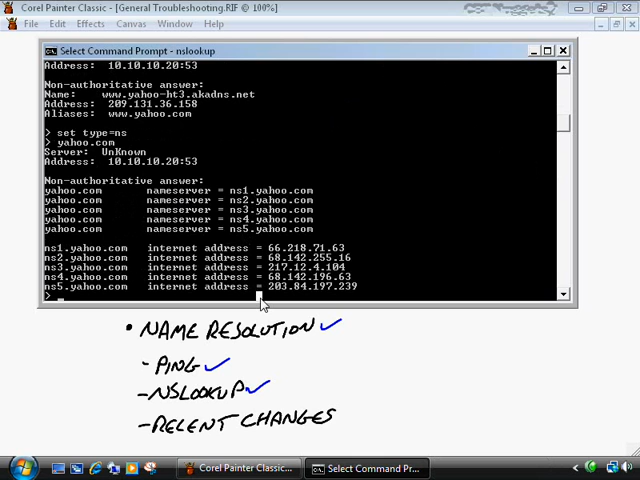 Corel Painter Classic - [General Troubleshooting.RIF @ 100%]
File Edit Effects Canvas Window Help
Select Command Prompt - nslookup
Address: 10.10.10.20:53
Non-authoritative answer:
Name: www.yahoo-ht3.akadns.net
Address: 209.131.36.158
Aliases: www.yahoo.com
> set type=ns
> yahoo.com
Server: UnKnown
Address: 10.10.10.20:53
Non-authoritative answer:
yahoo.com nameserver = ns1.yahoo.com
yahoo.com nameserver = ns2.yahoo.com
yahoo.com nameserver = ns3.yahoo.com
yahoo.com nameserver = ns4.yahoo.com
yahoo.com nameserver = ns5.yahoo.com
ns1.yahoo.com internet address = 66.218.71.63
ns2.yahoo.com internet address = 68.142.255.16
ns3.yahoo.com internet address = 217.12.4.104
ns4.yahoo.com internet address = 68.142.196.63
ns5.yahoo.com internet address = 203.84.197.239
> _
• NAME RESOLUTION ✓
- PING ✓
- NSLOOKUP ✓
- RECENT CHANGES
Corel Painter Classic... Select Command Pr...